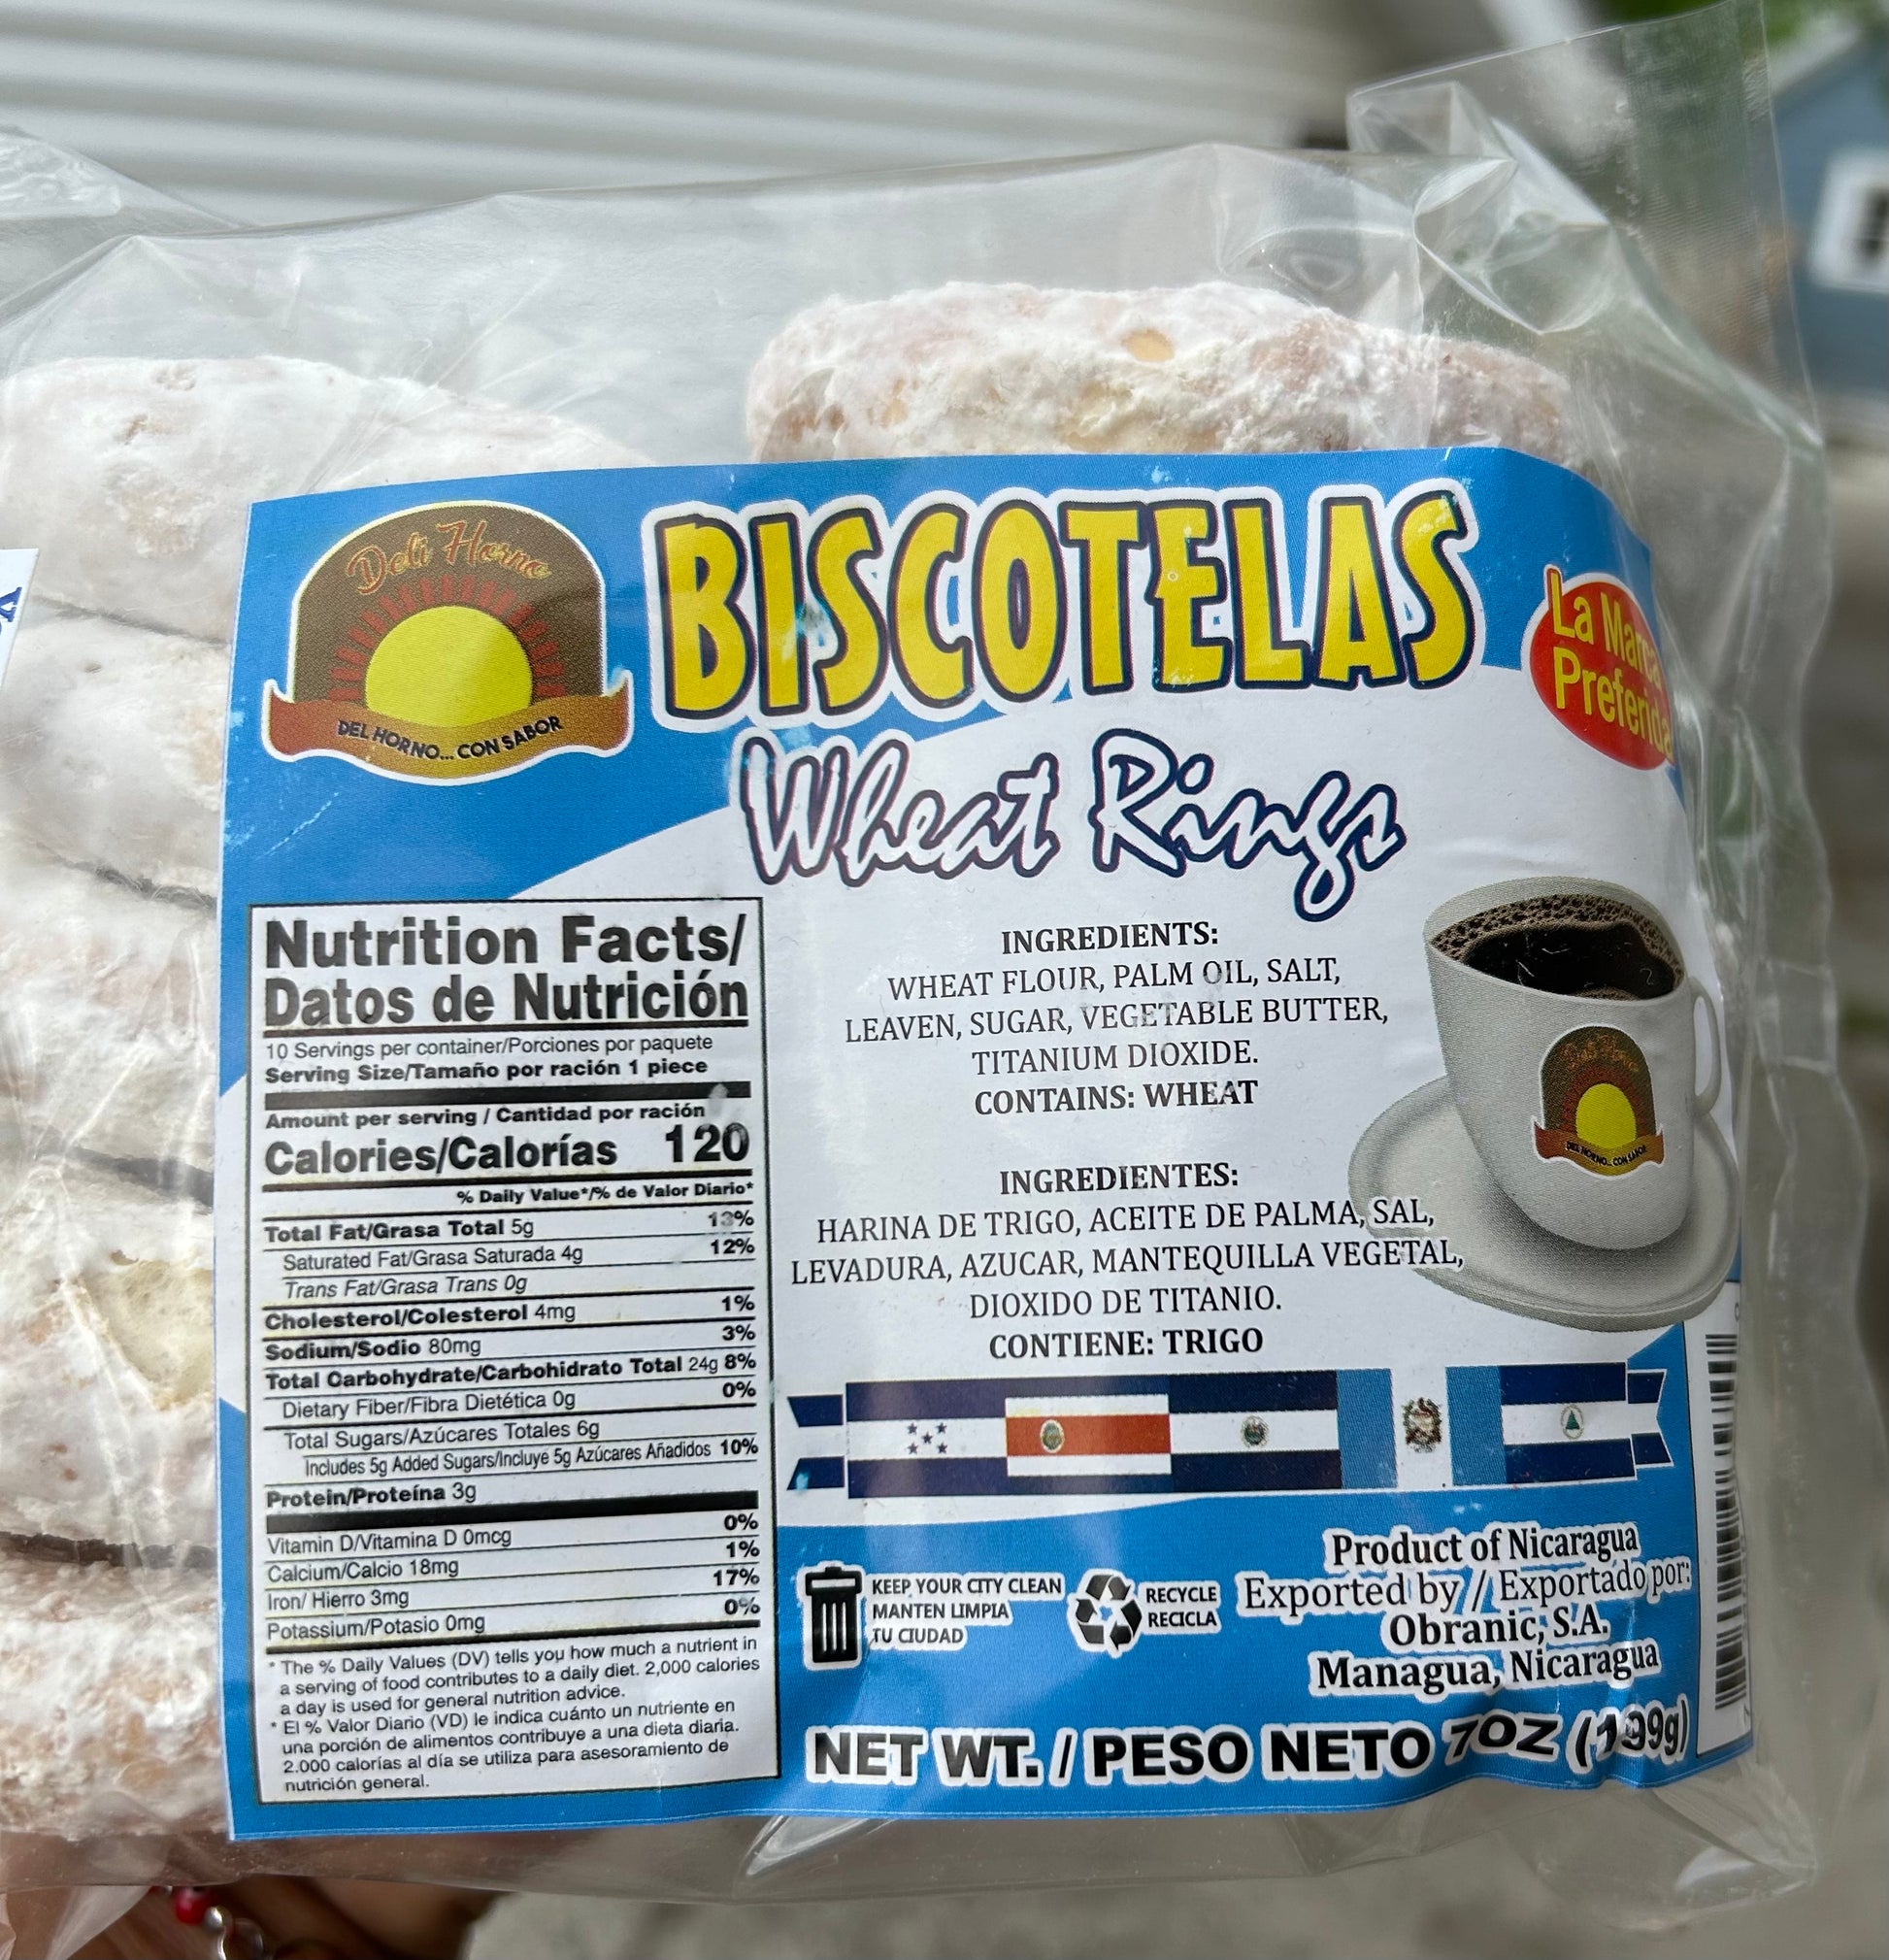 Deli Horno
DEL HORNO... CON SABOR
BISCOTELAS
Wheat Rings
La Marca
Preferida
Nutrition Facts/
Datos de Nutrición
10 Servings per container/Porciones por paquete
Serving Size/Tamaño por ración 1 piece
Amount per serving / Cantidad por ración
Calories/Calorías 120
% Daily Value*/% de Valor Diario*
Total Fat/Grasa Total 5g 13%
Saturated Fat/Grasa Saturada 4g 12%
Trans Fat/Grasa Trans 0g
Cholesterol/Colesterol 4mg 1%
Sodium/Sodio 80mg 3%
Total Carbohydrate/Carbohidrato Total 24g 8%
Dietary Fiber/Fibra Dietética 0g 0%
Total Sugars/Azúcares Totales 6g
Includes 5g Added Sugars/Incluye 5g Azúcares Añadidos 10%
Protein/Proteína 3g
Vitamin D/Vitamina D 0mcg 0%
Calcium/Calcio 18mg 1%
Iron/ Hierro 3mg 17%
Potassium/Potasio 0mg 0%
* The % Daily Values (DV) tells you how much a nutrient in
a serving of food contributes to a daily diet. 2,000 calories
a day is used for general nutrition advice.
* El % Valor Diario (VD) le indica cuánto un nutriente en
una porción de alimentos contribuye a una dieta diaria.
2.000 calorías al día se utiliza para asesoramiento de
nutrición general.
INGREDIENTS:
WHEAT FLOUR, PALM OIL, SALT,
LEAVEN, SUGAR, VEGETABLE BUTTER,
TITANIUM DIOXIDE.
CONTAINS: WHEAT
INGREDIENTES:
HARINA DE TRIGO, ACEITE DE PALMA, SAL,
LEVADURA, AZUCAR, MANTEQUILLA VEGETAL,
DIOXIDO DE TITANIO.
CONTIENE: TRIGO
DEL HORNO... CON SABOR
KEEP YOUR CITY CLEAN
MANTEN LIMPIA
TU CIUDAD
RECYCLE
RECICLA
Product of Nicaragua
Exported by // Exportado por:
Obranic, S.A.
Managua, Nicaragua
NET WT. / PESO NETO 7OZ (199g)